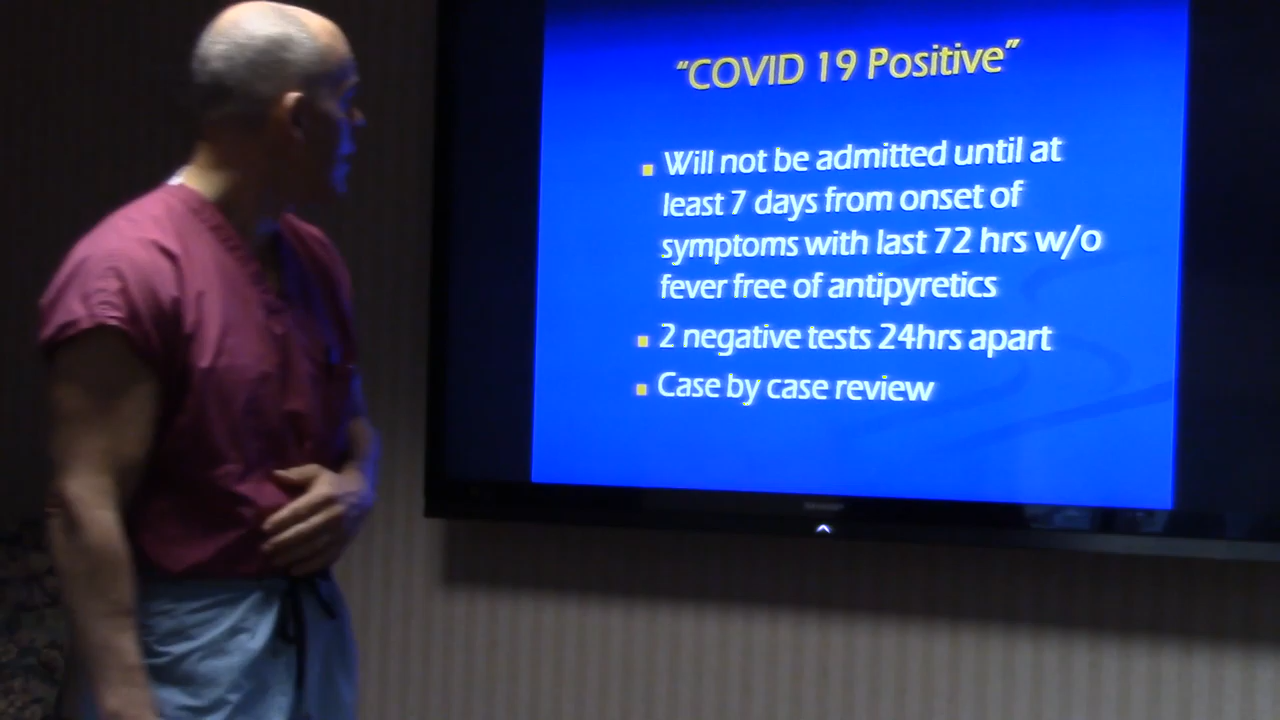 “COVID 19 Positive”
Will not be admitted until at
least 7 days from onset of
symptoms with last 72 hrs w/o
fever free of antipyretics
2 negative tests 24hrs apart
Case by case review